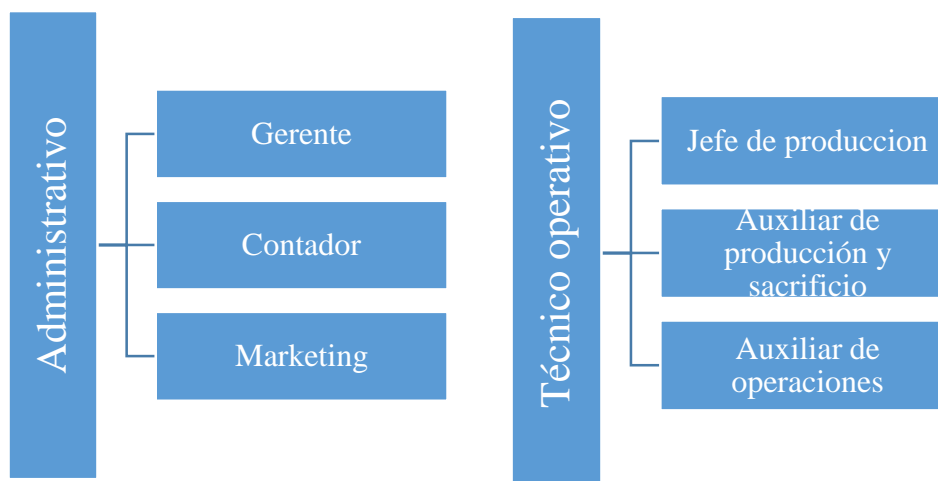 Administrativo
Gerente
Contador
Marketing
Técnico operativo
Jefe de produccion
Auxiliar de
producción y
sacrificio
Auxiliar de
operaciones